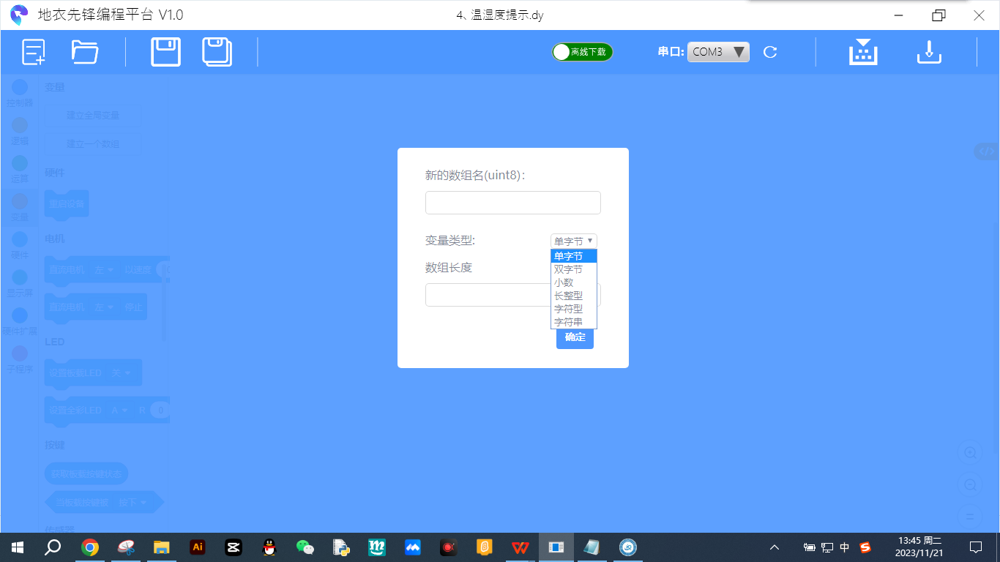 地衣先锋编程平台 V1.0
4、温湿度提示.dy
离线下载
串口:
COM3
控制器
逻辑
运算
变量
硬件
显示屏
硬件扩展
子程序
变量
建立全局变量
建立一个数组
硬件
重启设备
电机
直流电机 左 以速度
直流电机 左 停止
LED
设置板载LED 关
设置全彩LED A R 0
按键
获取板载按键状态
当板载按键被 按下
传感器
</>
新的数组名(uint8):
变量类型:
单字节
单字节
双字节
小数
长整型
字符型
字符串
数组长度
确定
Ai
中
13:45 周二
2023/11/21